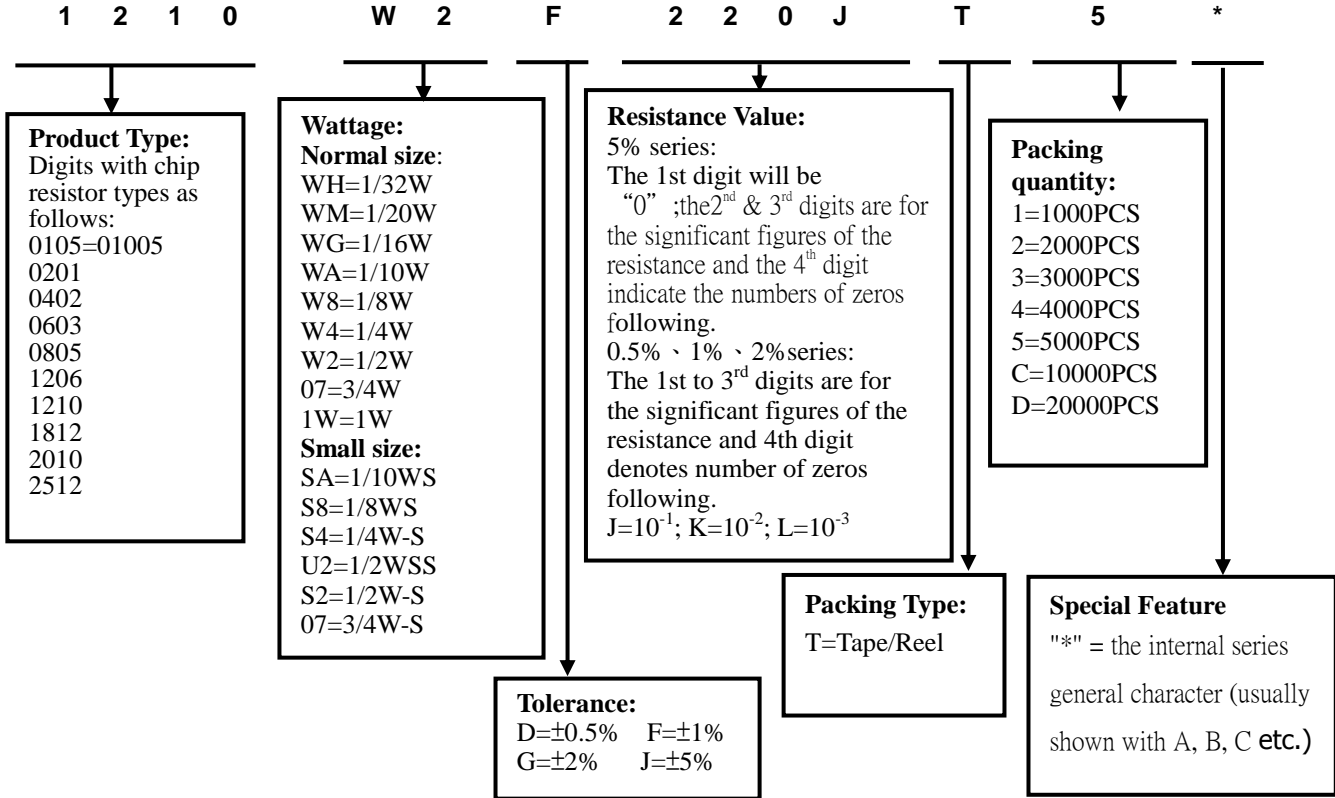 1 2 1 0 W 2 F 2 2 0 J T 5 *
Product Type:
Digits with chip
resistor types as
follows:
0105=01005
0201
0402
0603
0805
1206
1210
1812
2010
2512
Wattage:
Normal size:
WH=1/32W
WM=1/20W
WG=1/16W
WA=1/10W
W8=1/8W
W4=1/4W
W2=1/2W
07=3/4W
1W=1W
Small size:
SA=1/10WS
S8=1/8WS
S4=1/4W-S
U2=1/2WSS
S2=1/2W-S
07=3/4W-S
Tolerance:
D=±0.5% F=±1%
G=±2% J=±5%
Resistance Value:
5% series:
The 1st digit will be
“0” ;the2nd & 3rd digits are for
the significant figures of the
resistance and the 4th digit
indicate the numbers of zeros
following.
0.5%、1%、2%series:
The 1st to 3rd digits are for
the significant figures of the
resistance and 4th digit
denotes number of zeros
following.
J=10-1; K=10-2; L=10-3
Packing Type:
T=Tape/Reel
Packing
quantity:
1=1000PCS
2=2000PCS
3=3000PCS
4=4000PCS
5=5000PCS
C=10000PCS
D=20000PCS
Special Feature
"*" = the internal series
general character (usually
shown with A, B, C etc.)